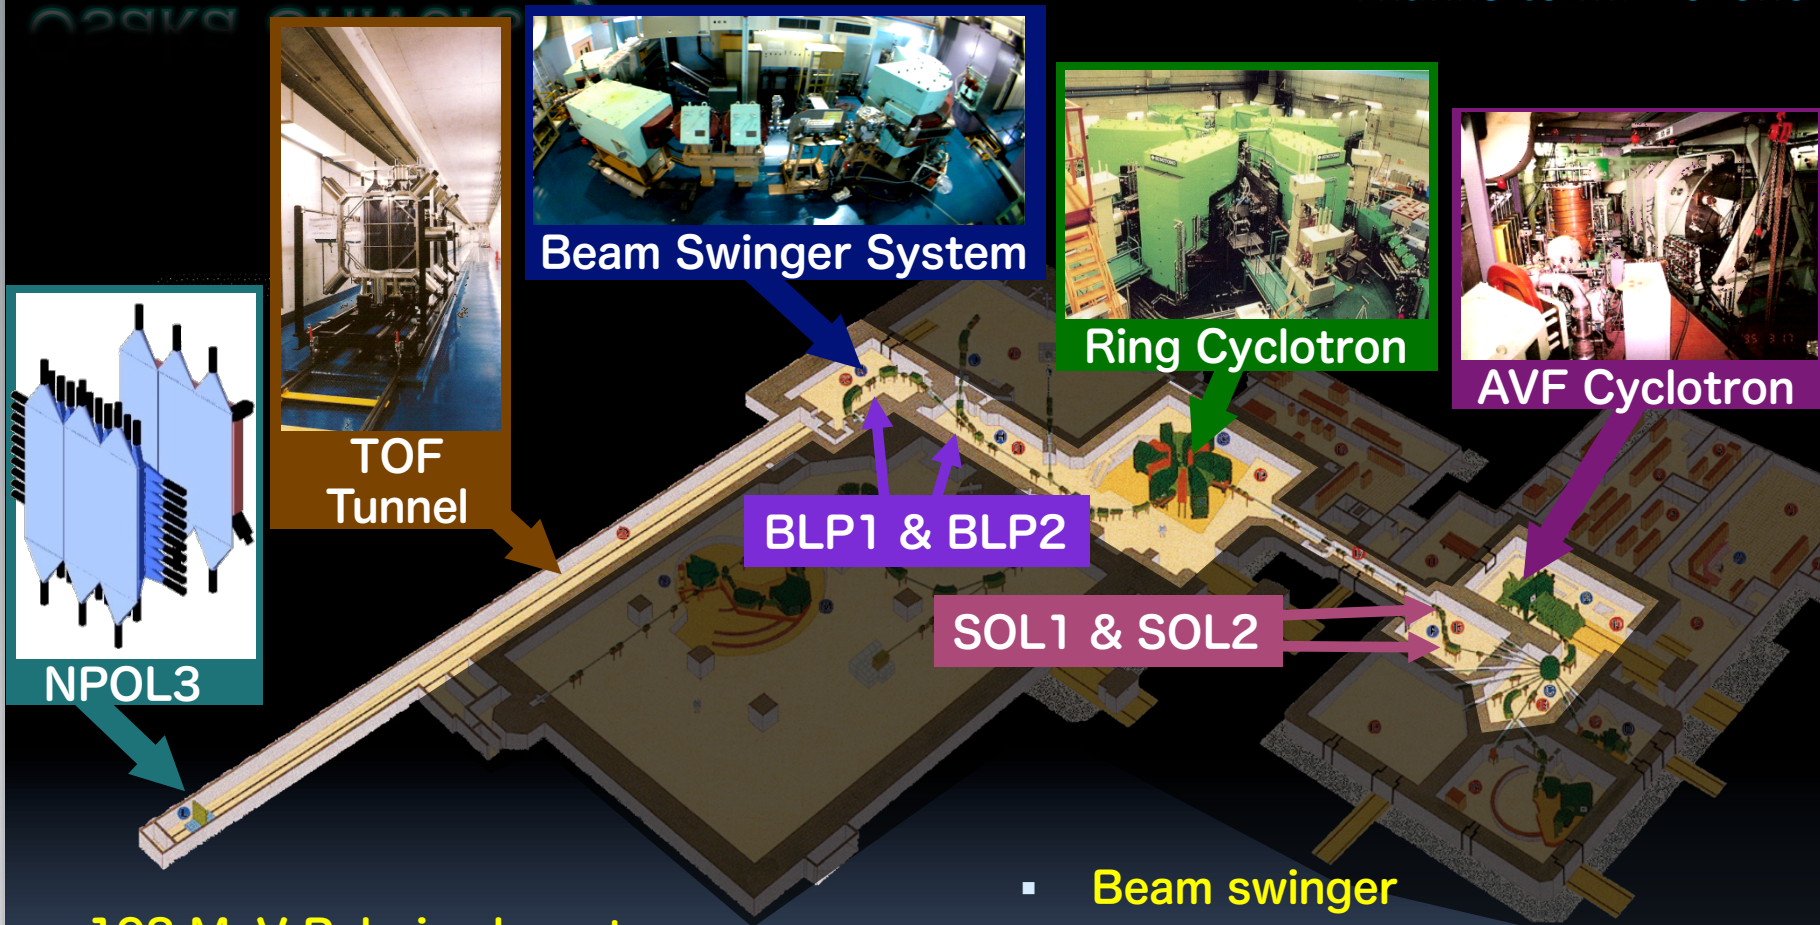 Beam Swinger System
Ring Cyclotron
AVF Cyclotron
TOF
Tunnel
BLP1 & BLP2
SOL1 & SOL2
NPOL3
Beam swinger